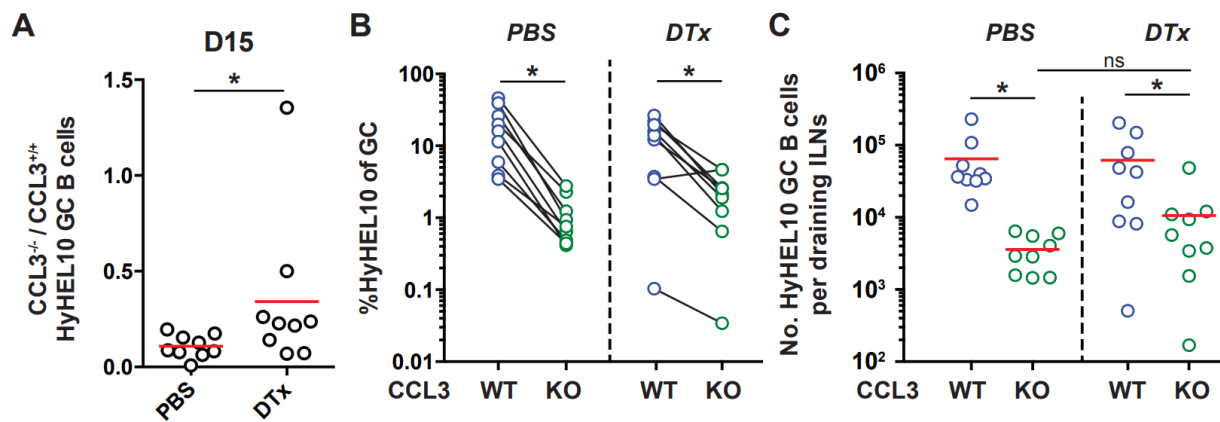 A
D15
*
CCL3-/- / CCL3+/+
HyHEL10 GC B cells
1.5
1.0
0.5
0.0
PBS
DTx
B
PBS
DTx
*
*
%HyHEL10 of GC
100
10
1
0.1
0.01
CCL3
WT
KO
WT
KO
C
PBS
DTx
ns
*
*
No. HyHEL10 GC B cells
per draining ILNs
10^6
10^5
10^4
10^3
10^2
CCL3
WT
KO
WT
KO